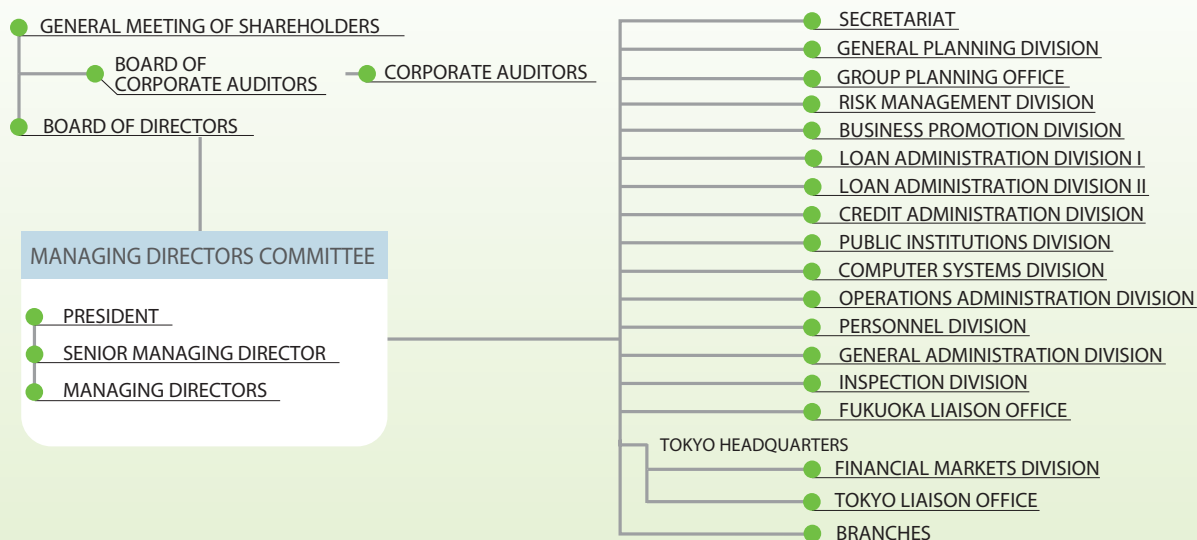 GENERAL MEETING OF SHAREHOLDERS
BOARD OF
CORPORATE AUDITORS
CORPORATE AUDITORS
BOARD OF DIRECTORS
MANAGING DIRECTORS COMMITTEE
PRESIDENT
SENIOR MANAGING DIRECTOR
MANAGING DIRECTORS
SECRETARIAT
GENERAL PLANNING DIVISION
GROUP PLANNING OFFICE
RISK MANAGEMENT DIVISION
BUSINESS PROMOTION DIVISION
LOAN ADMINISTRATION DIVISION I
LOAN ADMINISTRATION DIVISION II
CREDIT ADMINISTRATION DIVISION
PUBLIC INSTITUTIONS DIVISION
COMPUTER SYSTEMS DIVISION
OPERATIONS ADMINISTRATION DIVISION
PERSONNEL DIVISION
GENERAL ADMINISTRATION DIVISION
INSPECTION DIVISION
FUKUOKA LIAISON OFFICE
TOKYO HEADQUARTERS
FINANCIAL MARKETS DIVISION
TOKYO LIAISON OFFICE
BRANCHES